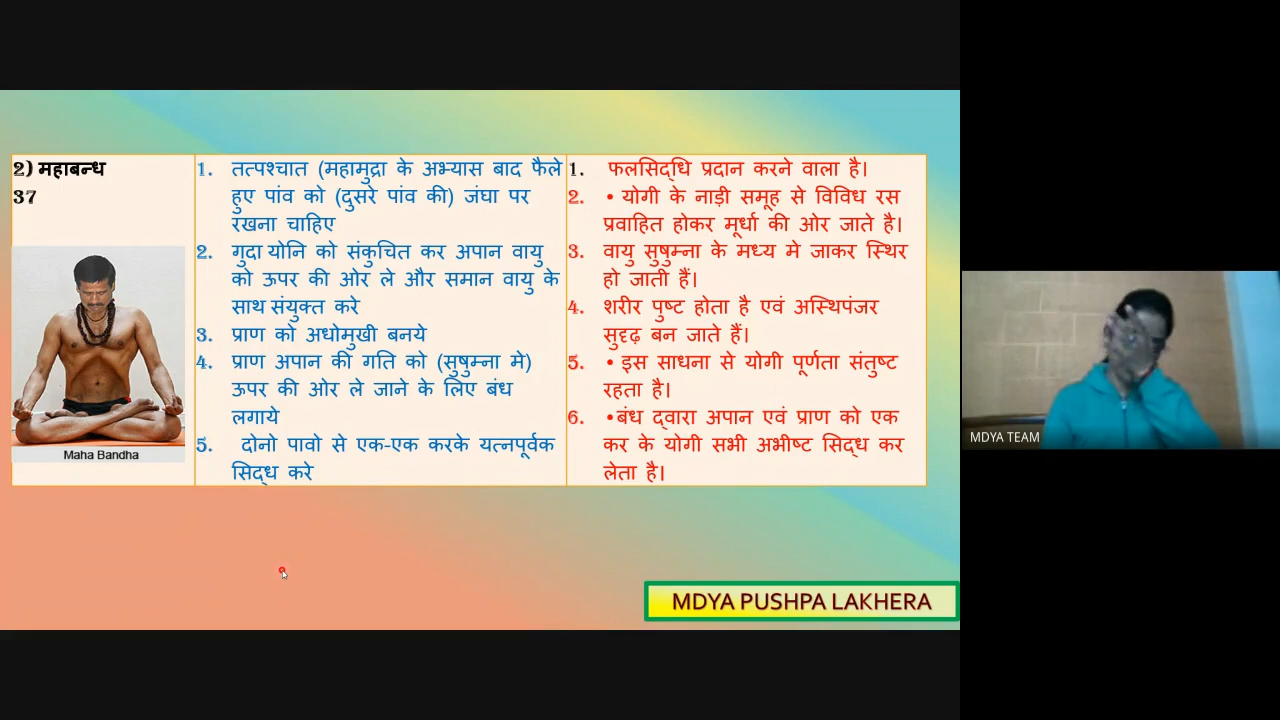 2) महाबन्ध
37
Maha Bandha
1. तत्पश्चात (महामुद्रा के अभ्यास बाद फैले
हुए पांव को (दुसरे पांव की) जंघा पर
रखना चाहिए
2. गुदा योनि को संकुचित कर अपान वायु
को ऊपर की ओर ले और समान वायु के
साथ संयुक्त करे
3. प्राण को अधोमुखी बनये
4. प्राण अपान की गति को (सुषुम्ना मे)
ऊपर की ओर ले जाने के लिए बंध
लगाये
5. दोनो पावो से एक-एक करके यत्नपूर्वक
सिद्ध करे
1. फलसिद्धि प्रदान करने वाला है।
2. • योगी के नाड़ी समूह से विविध रस
प्रवाहित होकर मूर्धा की ओर जाते है।
3. वायु सुषुम्ना के मध्य मे जाकर स्थिर
हो जाती हैं।
4. शरीर पुष्ट होता है एवं अस्थिपंजर
सुदृढ़ बन जाते हैं।
5. • इस साधना से योगी पूर्णता संतुष्ट
रहता है।
6. •बंध द्वारा अपान एवं प्राण को एक
कर के योगी सभी अभीष्ट सिद्ध कर
लेता है।
MDYA PUSHPA LAKHERA
MDYA TEAM